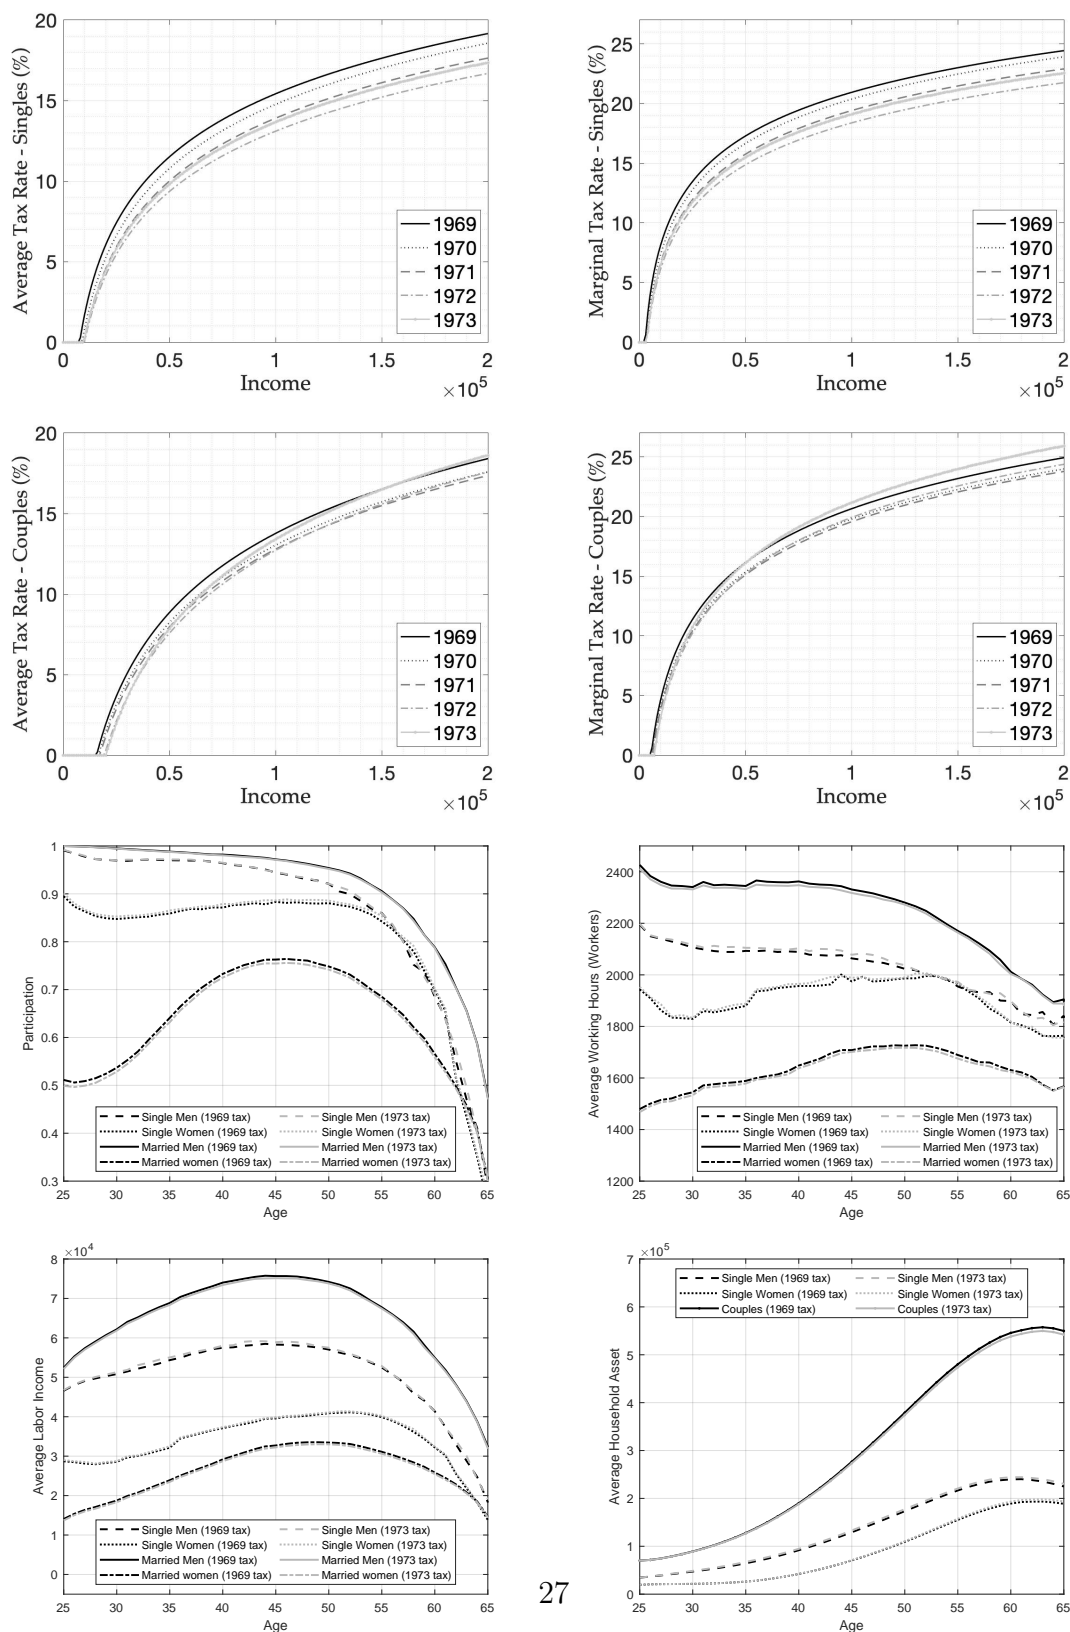 Average Tax Rate - Singles (%)
20
15
10
5
0
0 0.5 1 1.5 2
Income
×10⁵
1969
1970
1971
1972
1973
Marginal Tax Rate - Singles (%)
25
20
15
10
5
0
0 0.5 1 1.5 2
Income
×10⁵
1969
1970
1971
1972
1973
Average Tax Rate - Couples (%)
20
15
10
5
0
0 0.5 1 1.5 2
Income
×10⁵
1969
1970
1971
1972
1973
Marginal Tax Rate - Couples (%)
25
20
15
10
5
0
0 0.5 1 1.5 2
Income
×10⁵
1969
1970
1971
1972
1973
Participation
1
0.9
0.8
0.7
0.6
0.5
0.4
0.3
Single Men (1969 tax) Single Men (1973 tax)
Single Women (1969 tax) Single Women (1973 tax)
Married Men (1969 tax) Married Men (1973 tax)
Married women (1969 tax) Married women (1973 tax)
25 30 35 40 45 50 55 60 65
Age
Average Working Hours (Workers)
2400
2200
2000
1800
1600
1400
1200
Single Men (1969 tax) Single Men (1973 tax)
Single Women (1969 tax) Single Women (1973 tax)
Married Men (1969 tax) Married Men (1973 tax)
Married women (1969 tax) Married women (1973 tax)
25 30 35 40 45 50 55 60 65
Age
×10⁴
Average Labor Income
8
7
6
5
4
3
2
1
0
Single Men (1969 tax) Single Men (1973 tax)
Single Women (1969 tax) Single Women (1973 tax)
Married Men (1969 tax) Married Men (1973 tax)
Married women (1969 tax) Married women (1973 tax)
25 30 35 40 45 50 55 60 65
Age
×10⁵
Average Household Asset
7
6
5
4
3
2
1
0
Single Men (1969 tax) Single Men (1973 tax)
Single Women (1969 tax) Single Women (1973 tax)
Couples (1969 tax) Couples (1973 tax)
25 30 35 40 45 50 55 60 65
Age
27